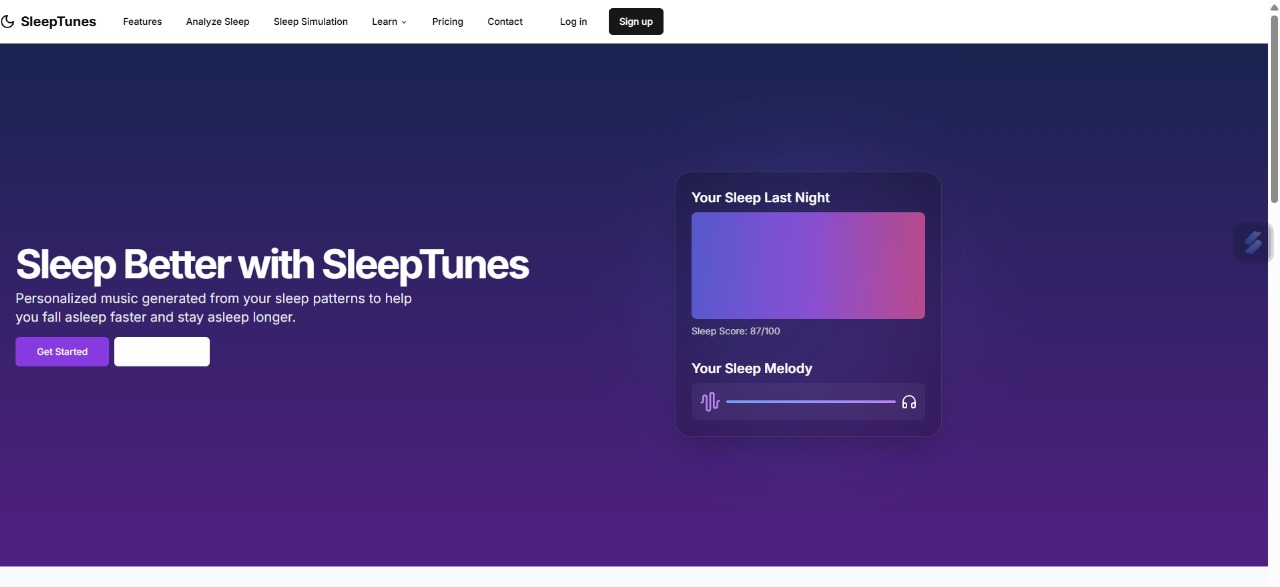 SleepTunes
Features
Analyze Sleep
Sleep Simulation
Learn
Pricing
Contact
Log in
Sign up
Sleep Better with SleepTunes
Personalized music generated from your sleep patterns to help
you fall asleep faster and stay asleep longer.
Get Started
Your Sleep Last Night
Sleep Score: 87/100
Your Sleep Melody